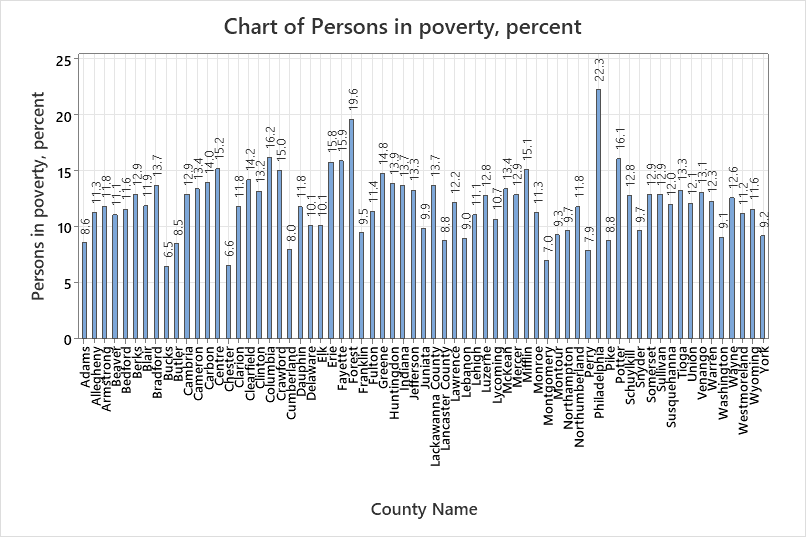 Chart of Persons in poverty, percent
Persons in poverty, percent
25
20
15
10
5
0
8.6
11.3
11.8
11.1
11.6
12.9
11.9
13.7
6.5
8.5
12.9
13.4
14.0
15.2
6.6
11.8
14.2
13.2
16.2
15.0
8.0
11.8
10.1
10.1
15.8
15.9
19.6
9.5
11.4
14.8
13.9
13.7
13.3
9.9
13.7
8.8
12.2
9.0
11.1
12.8
10.7
13.4
12.9
15.1
11.3
7.0
9.3
9.7
11.8
7.9
22.3
8.8
16.1
12.8
9.7
12.9
12.9
12.0
13.3
12.1
13.1
12.3
9.1
12.6
11.2
11.6
9.2
Adams
Allegheny
Armstrong
Beaver
Bedford
Berks
Blair
Bradford
Bucks
Butler
Cambria
Cameron
Carbon
Centre
Chester
Clarion
Clearfield
Clinton
Columbia
Crawford
Cumberland
Dauphin
Delaware
Elk
Erie
Fayette
Forest
Franklin
Fulton
Greene
Huntingdon
Indiana
Jefferson
Juniata
Lackawanna County
Lancaster County
Lawrence
Lebanon
Lehigh
Luzerne
Lycoming
McKean
Mercer
Mifflin
Monroe
Montgomery
Montour
Northampton
Northumberland
Perry
Philadelphia
Pike
Potter
Schuylkill
Snyder
Somerset
Sullivan
Susquehanna
Tioga
Union
Venango
Warren
Washington
Wayne
Westmoreland
Wyoming
York
County Name